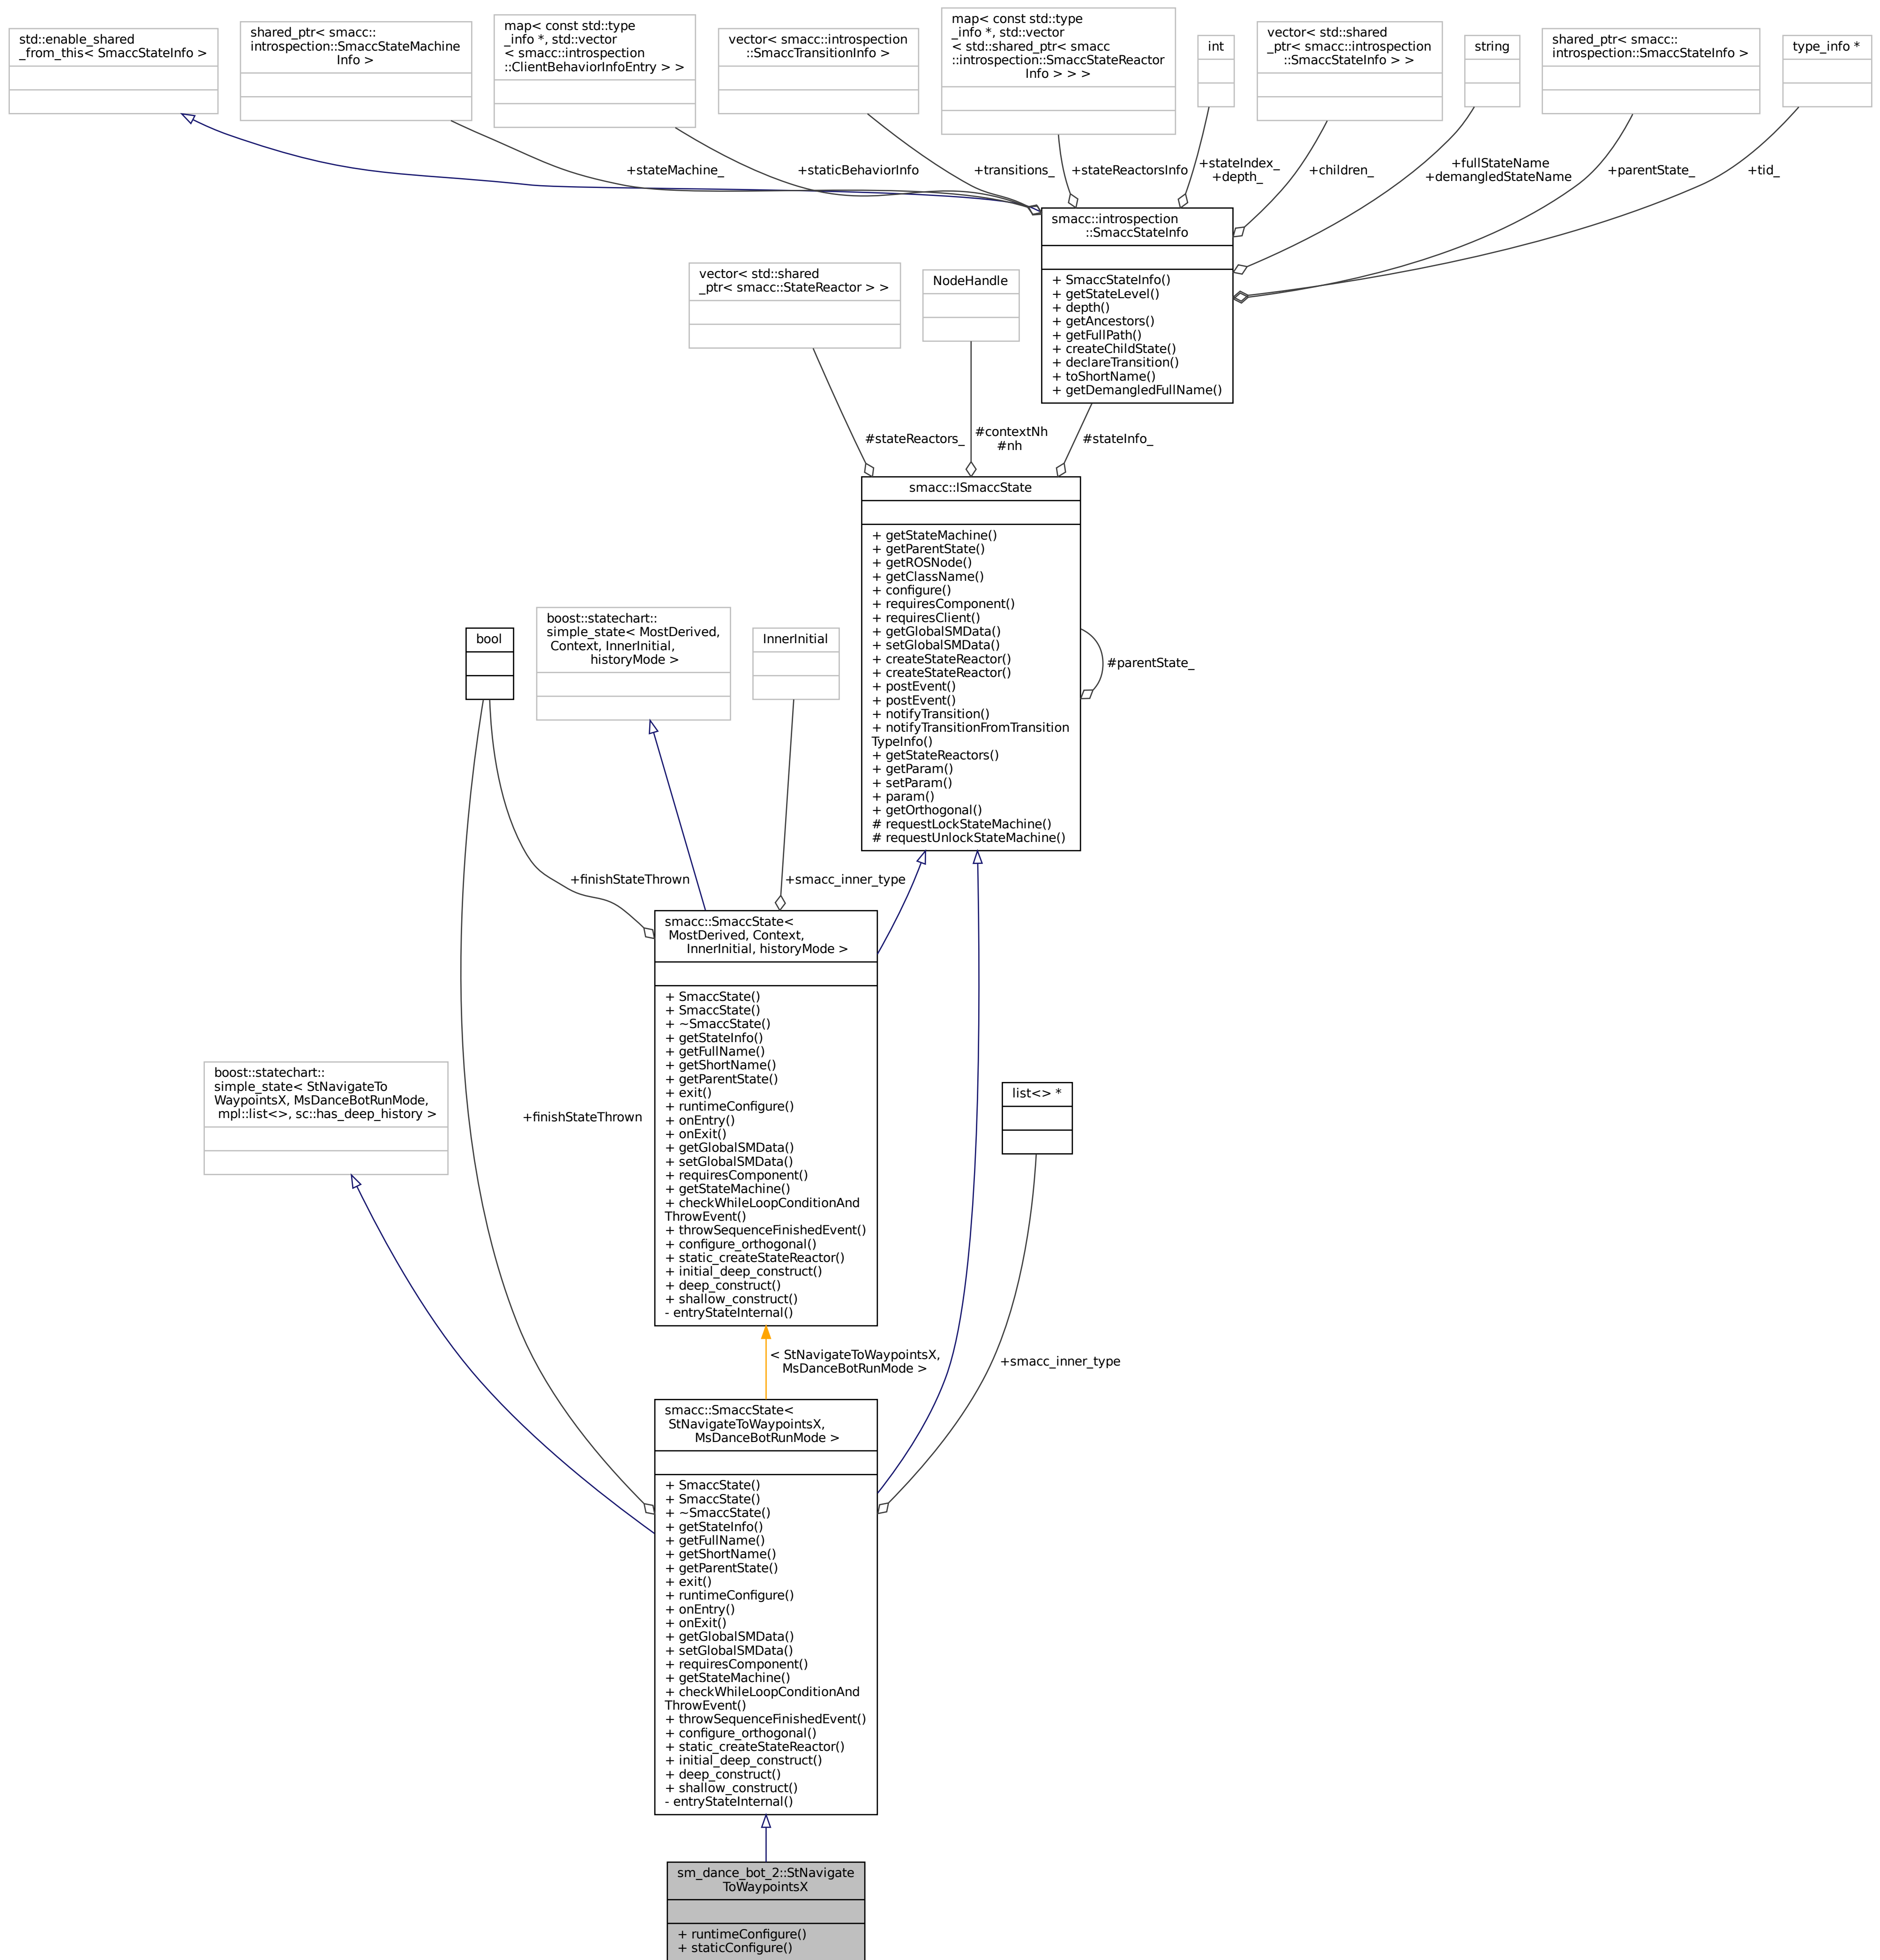 std::enable_shared
_from_this< SmaccStateInfo >
shared_ptr< smacc::
introspection::SmaccStateMachine
Info >
map< const std::type
_info *, std::vector
< smacc::introspection
::ClientBehaviorInfoEntry > >
vector< smacc::introspection
::SmaccTransitionInfo >
map< const std::type
_info *, std::vector
< std::shared_ptr< smacc
::introspection::SmaccStateReactor
Info > > >
int
vector< std::shared
_ptr< smacc::introspection
::SmaccStateInfo > >
string
shared_ptr< smacc::
introspection::SmaccStateInfo >
type_info *
+stateMachine_
+staticBehaviorInfo
+transitions_
+stateReactorsInfo
+stateIndex_
+depth_
+children_
+fullStateName
+demangledStateName
+parentState_
+tid_
smacc::introspection
::SmaccStateInfo
+ SmaccStateInfo()
+ getStateLevel()
+ depth()
+ getAncestors()
+ getFullPath()
+ createChildState()
+ declareTransition()
+ toShortName()
+ getDemangledFullName()
vector< std::shared
_ptr< smacc::StateReactor > >
NodeHandle
#stateReactors_
#contextNh
#nh
#stateInfo_
smacc::ISmaccState
+ getStateMachine()
+ getParentState()
+ getROSNode()
+ getClassName()
+ configure()
+ requiresComponent()
+ requiresClient()
+ getGlobalSMData()
+ setGlobalSMData()
+ createStateReactor()
+ createStateReactor()
+ postEvent()
+ postEvent()
+ notifyTransition()
+ notifyTransitionFromTransition
TypeInfo()
+ getStateReactors()
+ getParam()
+ setParam()
+ param()
+ getOrthogonal()
# requestLockStateMachine()
# requestUnlockStateMachine()
#parentState_
bool
boost::statechart::
simple_state< MostDerived,
Context, InnerInitial,
historyMode >
InnerInitial
+finishStateThrown
+smacc_inner_type
smacc::SmaccState<
MostDerived, Context,
InnerInitial, historyMode >
+ SmaccState()
+ SmaccState()
+ ~SmaccState()
+ getStateInfo()
+ getFullName()
+ getShortName()
+ getParentState()
+ exit()
+ runtimeConfigure()
+ onEntry()
+ onExit()
+ getGlobalSMData()
+ setGlobalSMData()
+ requiresComponent()
+ getStateMachine()
+ checkWhileLoopConditionAnd
ThrowEvent()
+ throwSequenceFinishedEvent()
+ configure_orthogonal()
+ static_createStateReactor()
+ initial_deep_construct()
+ deep_construct()
+ shallow_construct()
- entryStateInternal()
boost::statechart::
simple_state< StNavigateTo
WaypointsX, MsDanceBotRunMode,
mpl::list<>, sc::has_deep_history >
+finishStateThrown
list<> *
< StNavigateToWaypointsX,
MsDanceBotRunMode >
+smacc_inner_type
smacc::SmaccState<
StNavigateToWaypointsX,
MsDanceBotRunMode >
+ SmaccState()
+ SmaccState()
+ ~SmaccState()
+ getStateInfo()
+ getFullName()
+ getShortName()
+ getParentState()
+ exit()
+ runtimeConfigure()
+ onEntry()
+ onExit()
+ getGlobalSMData()
+ setGlobalSMData()
+ requiresComponent()
+ getStateMachine()
+ checkWhileLoopConditionAnd
ThrowEvent()
+ throwSequenceFinishedEvent()
+ configure_orthogonal()
+ static_createStateReactor()
+ initial_deep_construct()
+ deep_construct()
+ shallow_construct()
- entryStateInternal()
sm_dance_bot_2::StNavigate
ToWaypointsX
+ runtimeConfigure()
+ staticConfigure()